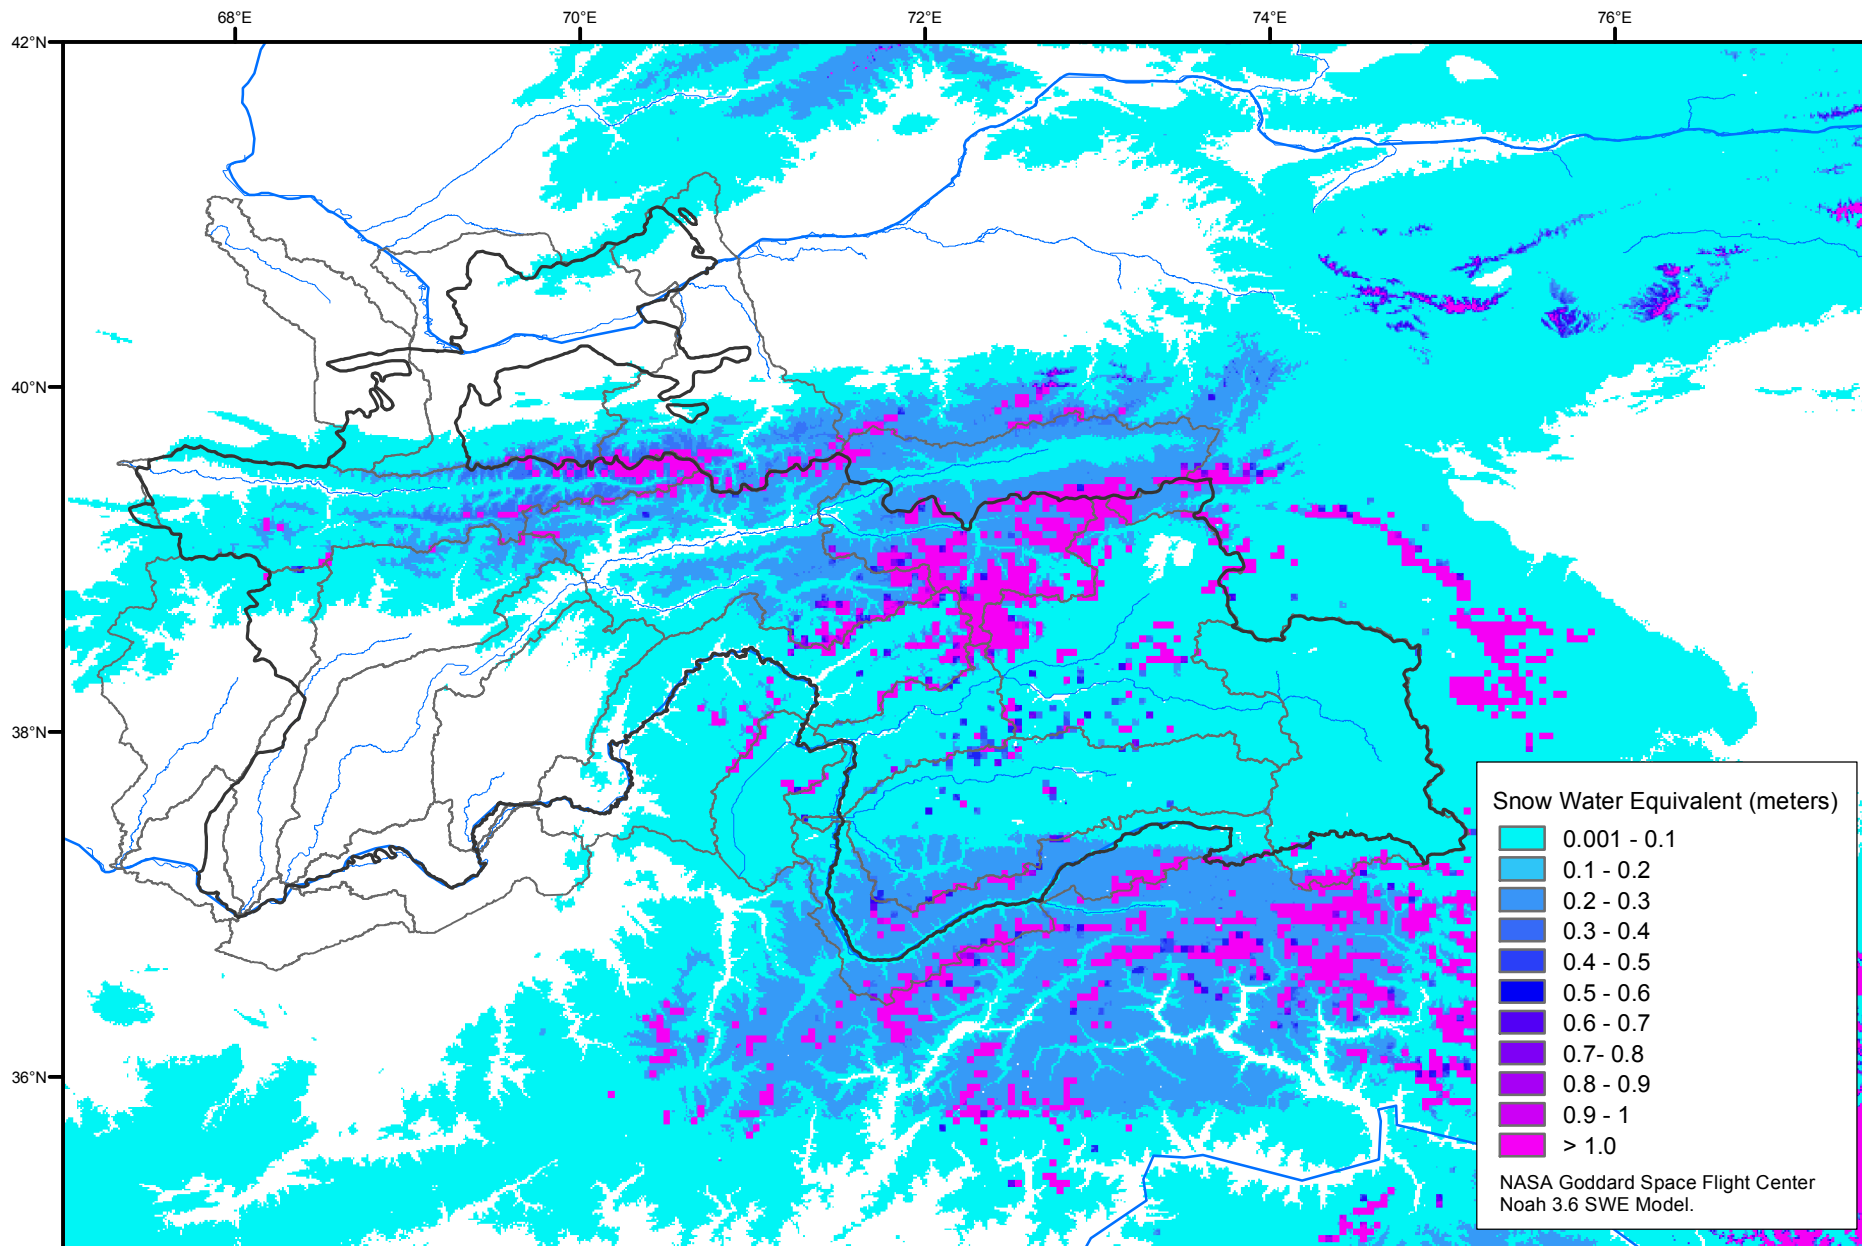 68°E 70°E 72°E 74°E 76°E
42°N
40°N
38°N
36°N
Snow Water Equivalent (meters)
0.001 - 0.1
0.1 - 0.2
0.2 - 0.3
0.3 - 0.4
0.4 - 0.5
0.5 - 0.6
0.6 - 0.7
0.7- 0.8
0.8 - 0.9
0.9 - 1
> 1.0
NASA Goddard Space Flight Center
Noah 3.6 SWE Model.